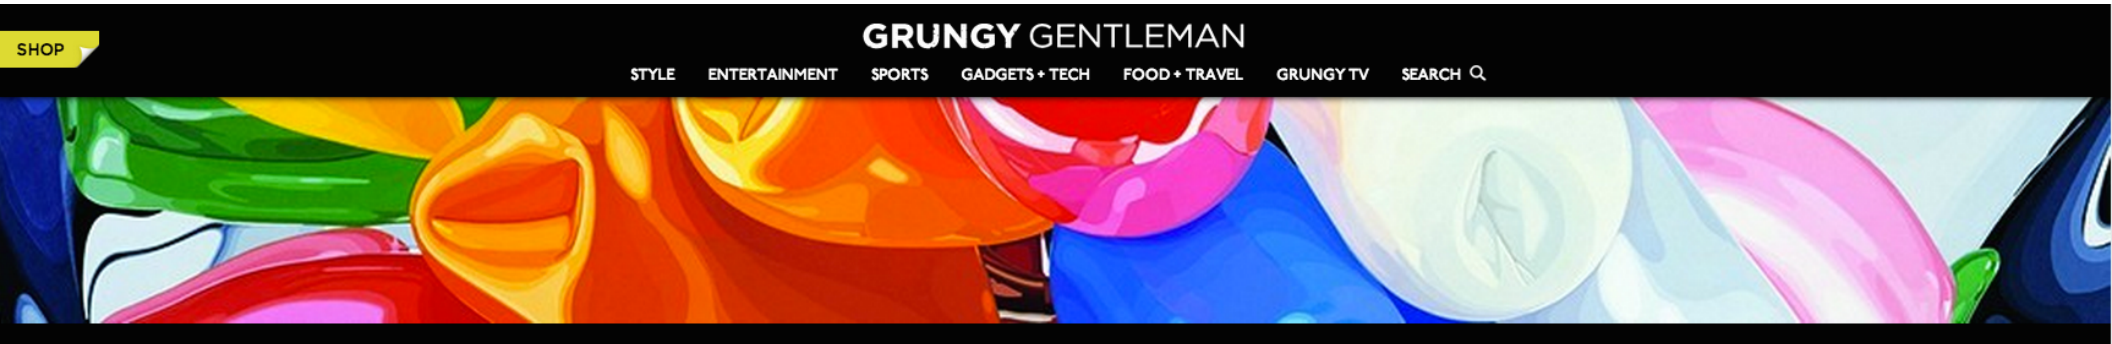 GRUNGY GENTLEMAN
SHOP
STYLE ENTERTAINMENT SPORTS GADGETS + TECH FOOD + TRAVEL GRUNGY TV SEARCH